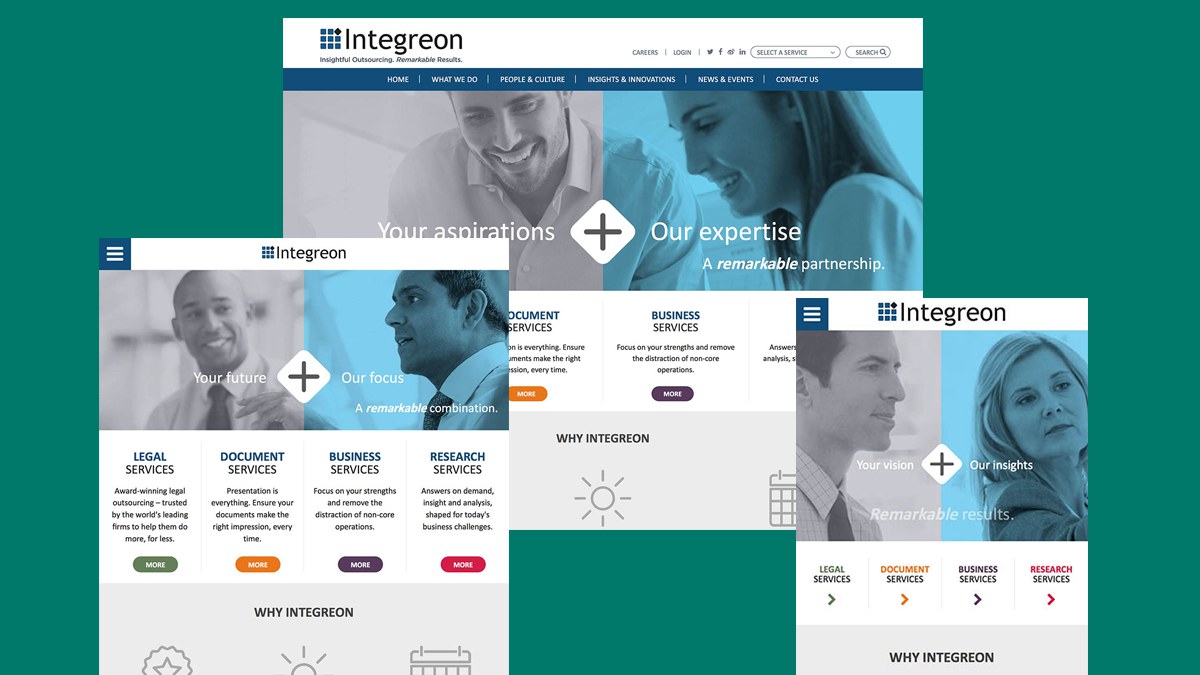 Integreon
Insightful Outsourcing. Remarkable Results.
CAREERS | LOGIN |
SELECT A SERVICE
SEARCH
HOME | WHAT WE DO | PEOPLE & CULTURE | INSIGHTS & INNOVATIONS | NEWS & EVENTS | CONTACT US
Your aspirations + Our expertise
A remarkable partnership.
OCUMENT
SERVICES
on is everything. Ensure
uments make the right
ession, every time.
MORE
BUSINESS
SERVICES
Focus on your strengths and remove
the distraction of non-core
operations.
MORE
Answers
analysis, s
WHY INTEGREON
Integreon
Your future + Our focus
A remarkable combination.
LEGAL
SERVICES
Award-winning legal
outsourcing – trusted
by the world's leading
firms to help them do
more, for less.
MORE
DOCUMENT
SERVICES
Presentation is
everything. Ensure your
documents make the
right impression, every
time.
MORE
BUSINESS
SERVICES
Focus on your strengths
and remove the
distraction of non-core
operations.
MORE
RESEARCH
SERVICES
Answers on demand,
insight and analysis,
shaped for today's
business challenges.
MORE
WHY INTEGREON
Integreon
Your vision + Our insights
Remarkable results.
LEGAL
SERVICES
DOCUMENT
SERVICES
BUSINESS
SERVICES
RESEARCH
SERVICES
WHY INTEGREON